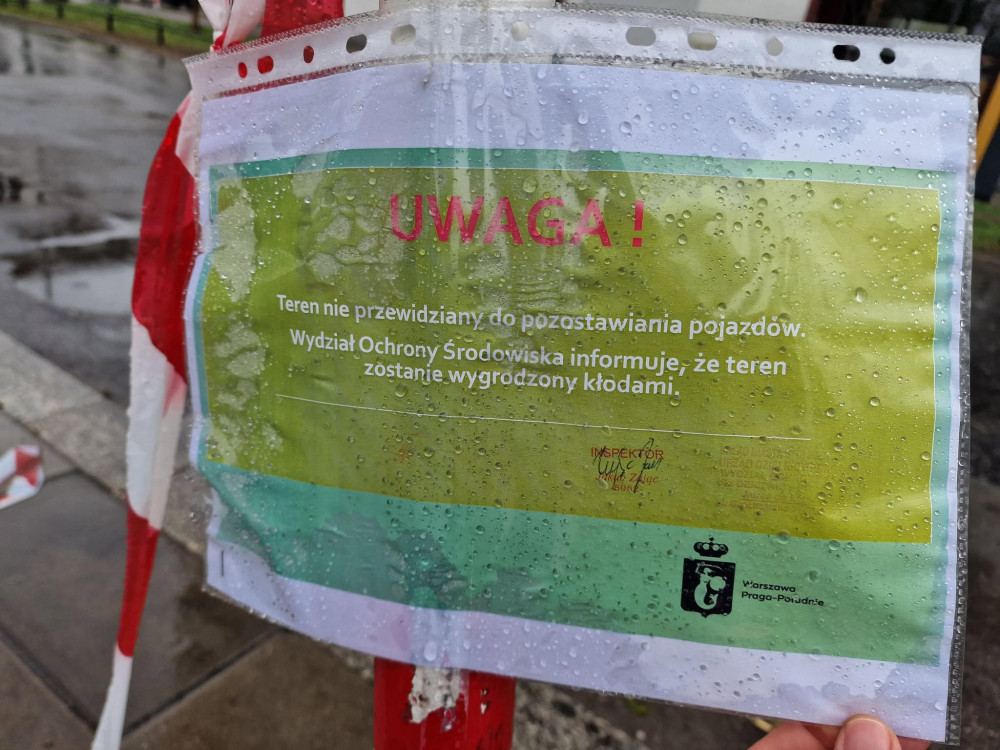 UWAGA !
Teren nie przewidziany do pozostawiania pojazdów.
Wydział Ochrony Środowiska informuje, że teren
zostanie wygrodzony kłodami.
INSPEKTOR
Warszawa
Praga-Południe